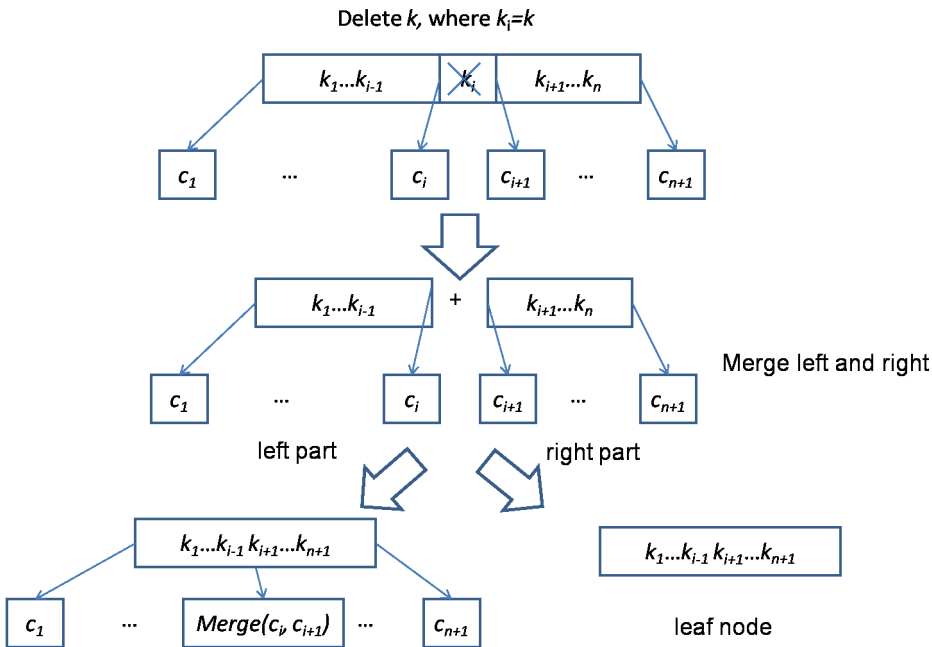 Delete k, where kᵢ=k
k₁...kᵢ₋₁ kᵢ kᵢ₊₁...kₙ
c₁ ... cᵢ cᵢ₊₁ ... cₙ₊₁
k₁...kᵢ₋₁ + kᵢ₊₁...kₙ
Merge left and right
c₁ ... cᵢ cᵢ₊₁ ... cₙ₊₁
left part right part
k₁...kᵢ₋₁ kᵢ₊₁...kₙ₊₁ k₁...kᵢ₋₁ kᵢ₊₁...kₙ₊₁
c₁ ... Merge(cᵢ, cᵢ₊₁) ... cₙ₊₁ leaf node